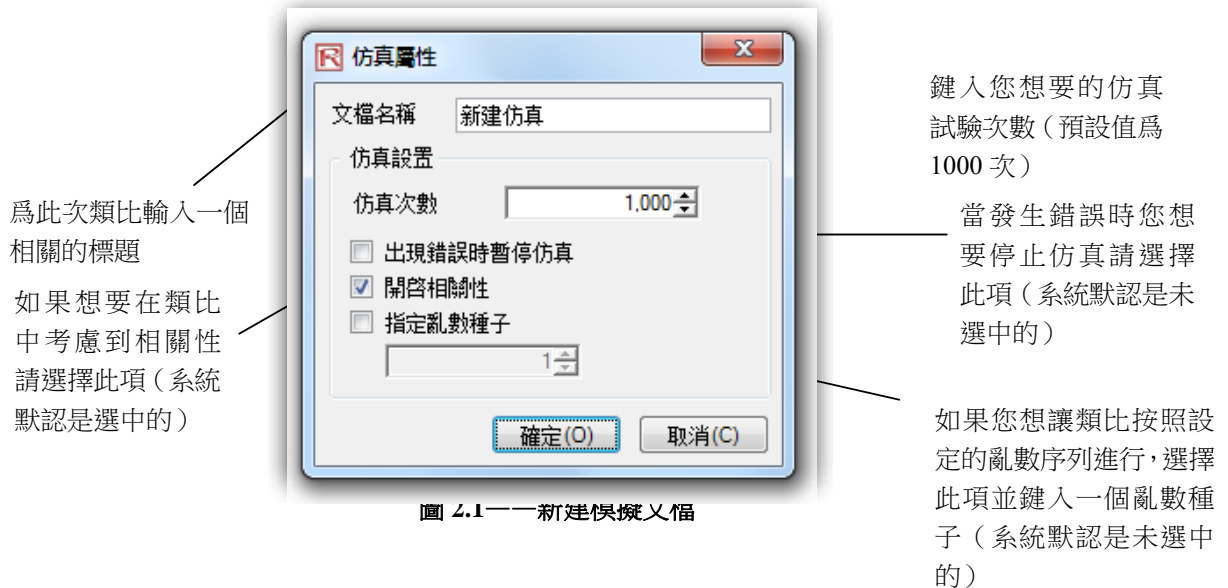 仿真屬性
文檔名稱 新建仿真
仿真設置
仿真次數 1,000
出現錯誤時暫停仿真
開啓相關性
指定亂數種子
1
確定(O) 取消(C)
爲此次類比輸入一個
相關的標題
如果想要在類比
中考慮到相關性
請選擇此項（系統
默認是選中的）
鍵入您想要的仿真
試驗次數（預設值爲
1000 次）
當發生錯誤時您想
要停止仿真請選擇
此項（系統默認是未
選中的）
如果您想讓類比按照設
定的亂數序列進行，選擇
此項並鍵入一個亂數種
子（系統默認是未選中
的）
圖 2.1——新建模擬文檔